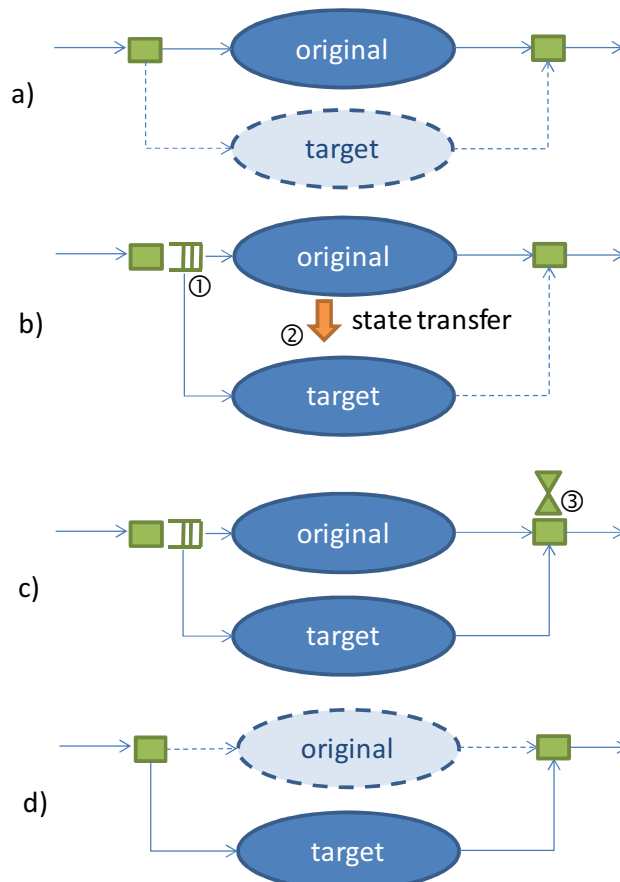 original
a)
target
original
①
b)
② state transfer
target
③
original
c)
target
original
d)
target